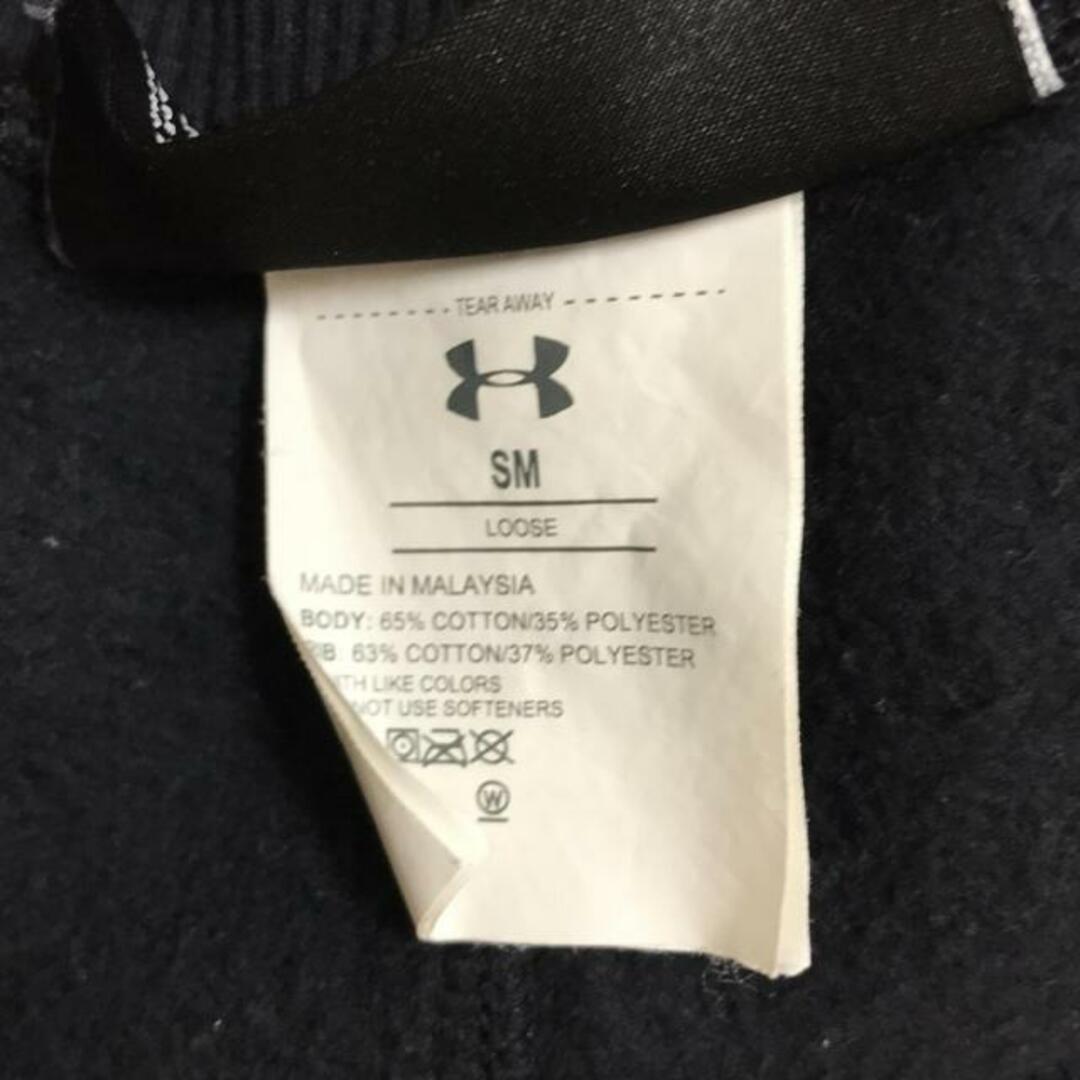 TEAR AWAY
SM
LOOSE
MADE IN MALAYSIA
BODY: 65% COTTON/35% POLYESTER
63% COTTON/37% POLYESTER
LIKE COLORS
NOT USE SOFTENERS
W